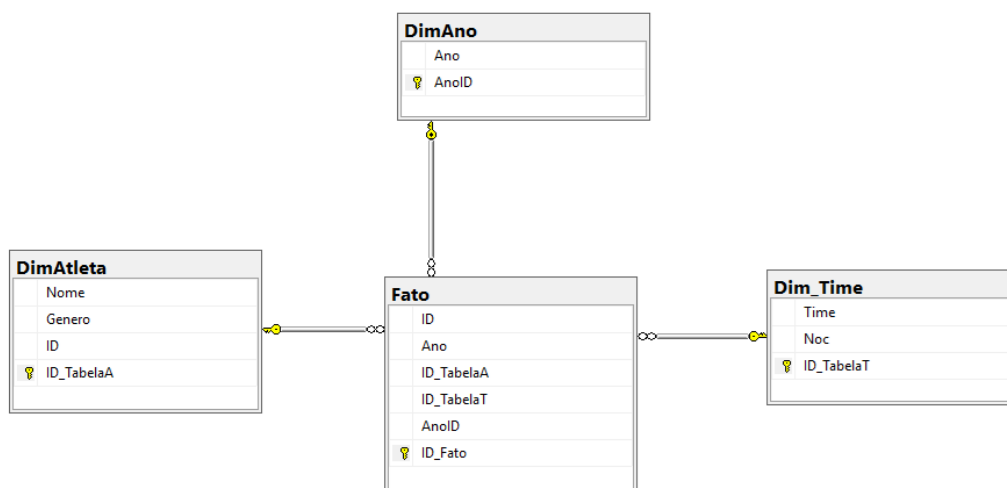 DimAno
Ano
AnoID
DimAtleta
Nome
Genero
ID
ID_TabelaA
Fato
ID
Ano
ID_TabelaA
ID_TabelaT
AnoID
ID_Fato
Dim_Time
Time
Noc
ID_TabelaT